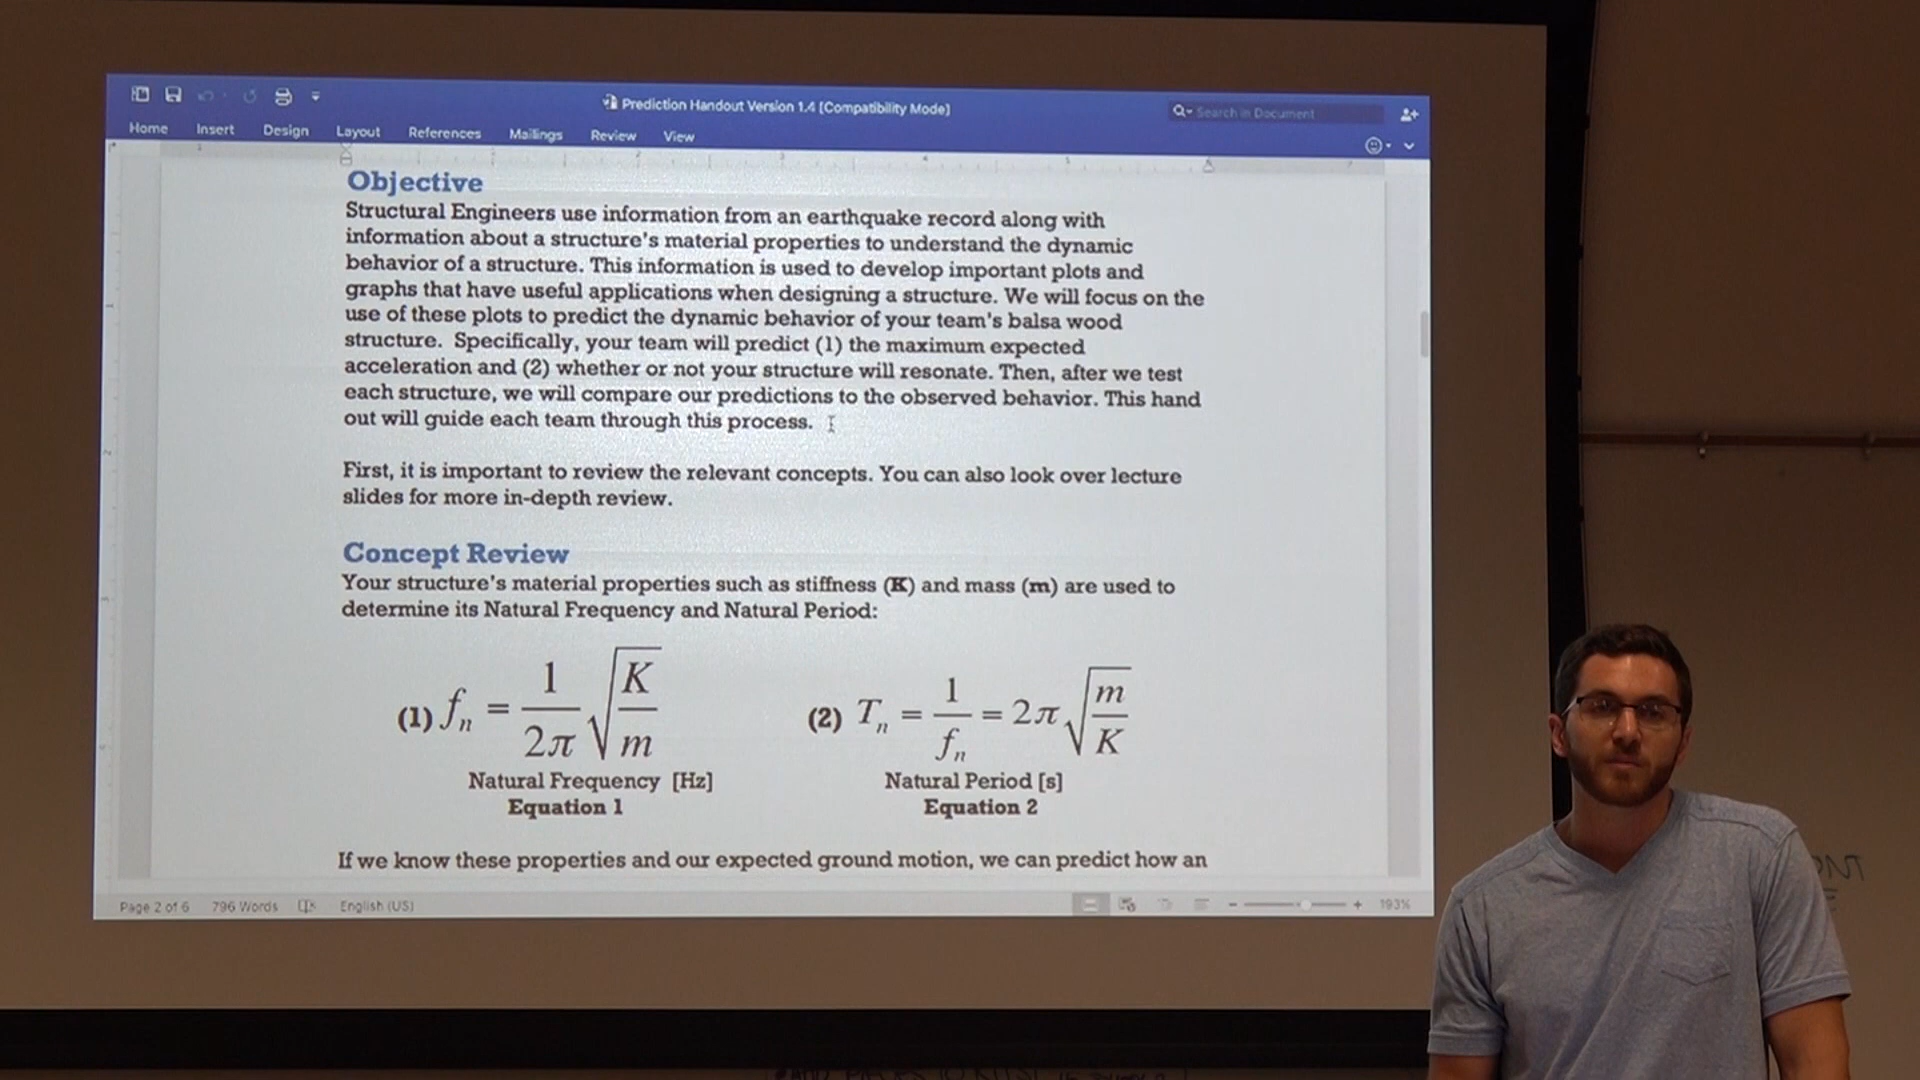 Prediction Handout Version 1.4 [Compatibility Mode]
Search in Document
Home Insert Design Layout References Mailings Review View
Objective
Structural Engineers use information from an earthquake record along with
information about a structure's material properties to understand the dynamic
behavior of a structure. This information is used to develop important plots and
graphs that have useful applications when designing a structure. We will focus on the
use of these plots to predict the dynamic behavior of your team's balsa wood
structure. Specifically, your team will predict (1) the maximum expected
acceleration and (2) whether or not your structure will resonate. Then, after we test
each structure, we will compare our predictions to the observed behavior. This hand
out will guide each team through this process.
First, it is important to review the relevant concepts. You can also look over lecture
slides for more in-depth review.
Concept Review
Your structure's material properties such as stiffness (K) and mass (m) are used to
determine its Natural Frequency and Natural Period:
(1) fₙ = 1/2π √(K/m) (2) Tₙ = 1/fₙ = 2π √(m/K)
Natural Frequency [Hz] Natural Period [s]
Equation 1 Equation 2
If we know these properties and our expected ground motion, we can predict how an
Page 2 of 6 796 Words English (US) 193%